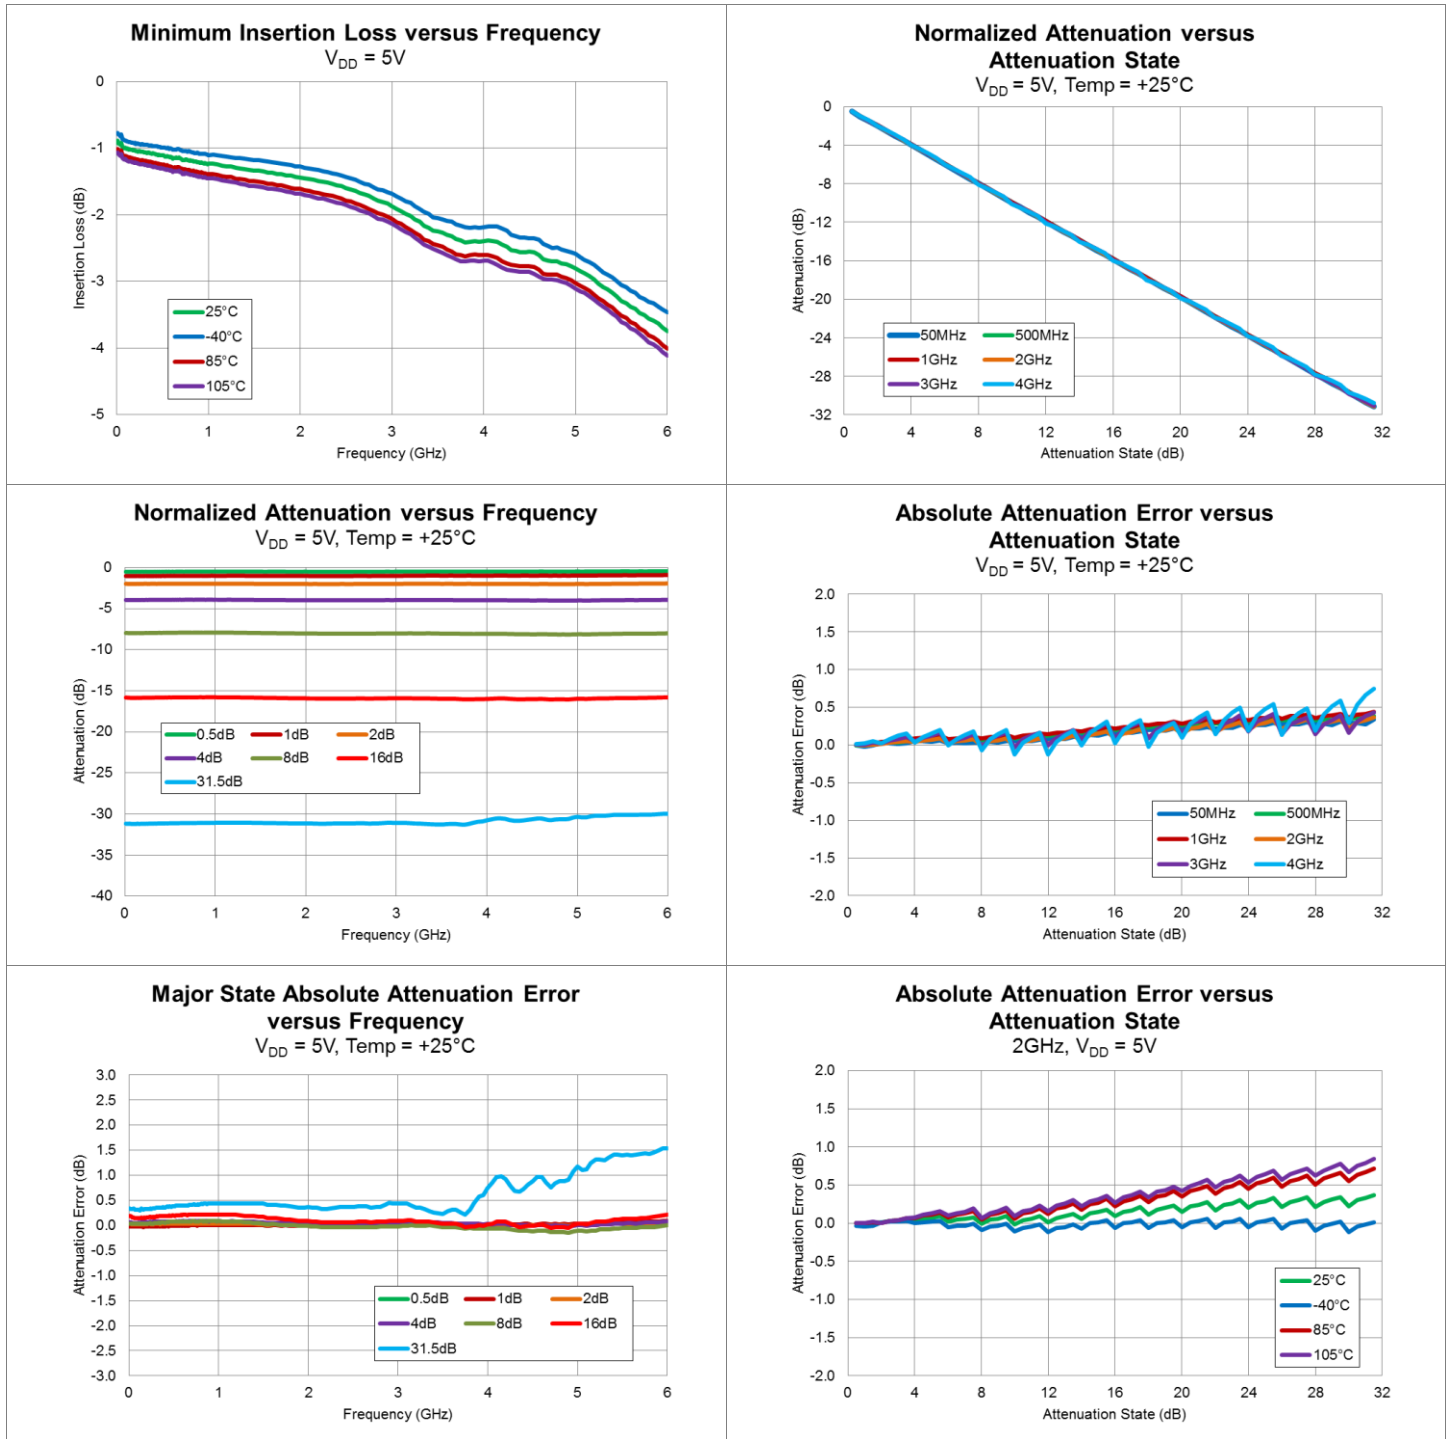 Minimum Insertion Loss versus Frequency
V_DD = 5V
0
-1
-2
-3
-4
-5
Insertion Loss (dB)
25°C
-40°C
85°C
105°C
0 1 2 3 4 5 6
Frequency (GHz)
Normalized Attenuation versus
Attenuation State
V_DD = 5V, Temp = +25°C
0
-4
-8
-12
-16
-20
-24
-28
-32
Attenuation (dB)
50MHz 500MHz
1GHz 2GHz
3GHz 4GHz
0 4 8 12 16 20 24 28 32
Attenuation State (dB)
Normalized Attenuation versus Frequency
V_DD = 5V, Temp = +25°C
0
-5
-10
-15
-20
-25
-30
-35
-40
Attenuation (dB)
0.5dB 1dB 2dB
4dB 8dB 16dB
31.5dB
0 1 2 3 4 5 6
Frequency (GHz)
Absolute Attenuation Error versus
Attenuation State
V_DD = 5V, Temp = +25°C
2.0
1.5
1.0
0.5
0.0
-0.5
-1.0
-1.5
-2.0
Attenuation Error (dB)
50MHz 500MHz
1GHz 2GHz
3GHz 4GHz
0 4 8 12 16 20 24 28 32
Attenuation State (dB)
Major State Absolute Attenuation Error
versus Frequency
V_DD = 5V, Temp = +25°C
3.0
2.5
2.0
1.5
1.0
0.5
0.0
-0.5
-1.0
-1.5
-2.0
-2.5
-3.0
Attenuation Error (dB)
0.5dB 1dB 2dB
4dB 8dB 16dB
31.5dB
0 1 2 3 4 5 6
Frequency (GHz)
Absolute Attenuation Error versus
Attenuation State
2GHz, V_DD = 5V
2.0
1.5
1.0
0.5
0.0
-0.5
-1.0
-1.5
-2.0
Attenuation Error (dB)
25°C
-40°C
85°C
105°C
0 4 8 12 16 20 24 28 32
Attenuation State (dB)